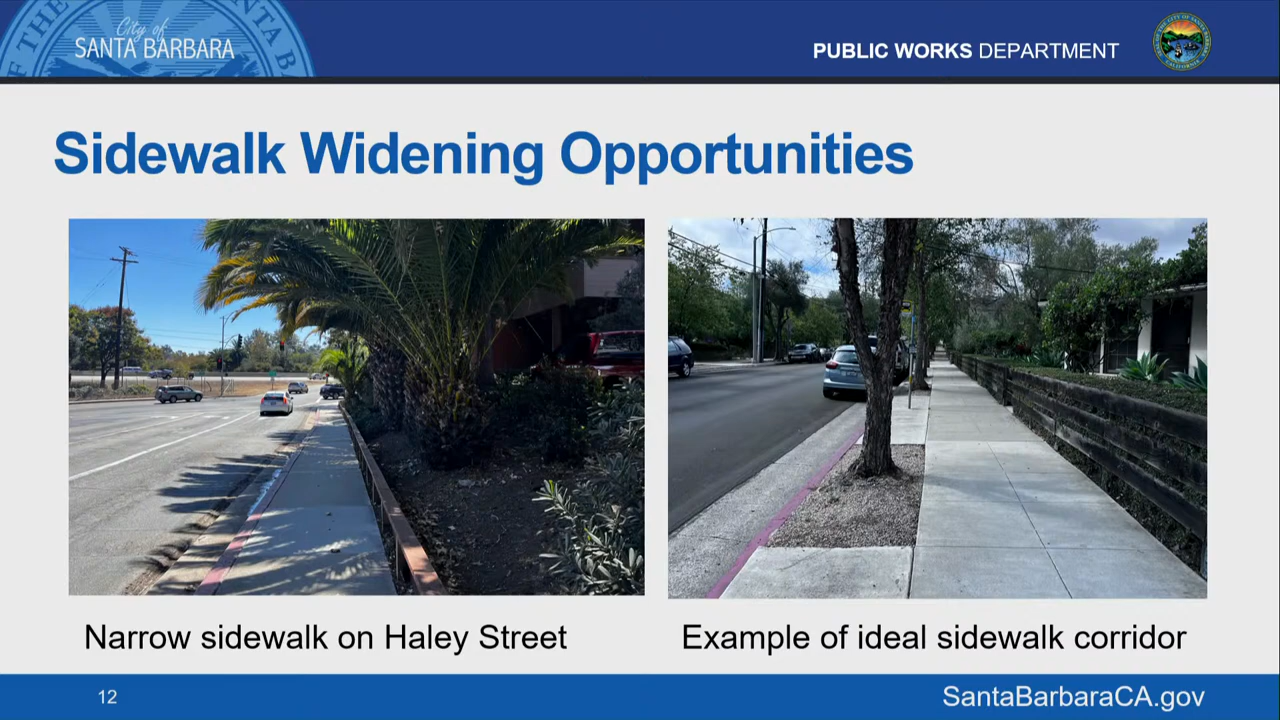 City of
SANTA BARBARA
PUBLIC WORKS DEPARTMENT
Sidewalk Widening Opportunities
Narrow sidewalk on Haley Street
Example of ideal sidewalk corridor
12
SantaBarbaraCA.gov